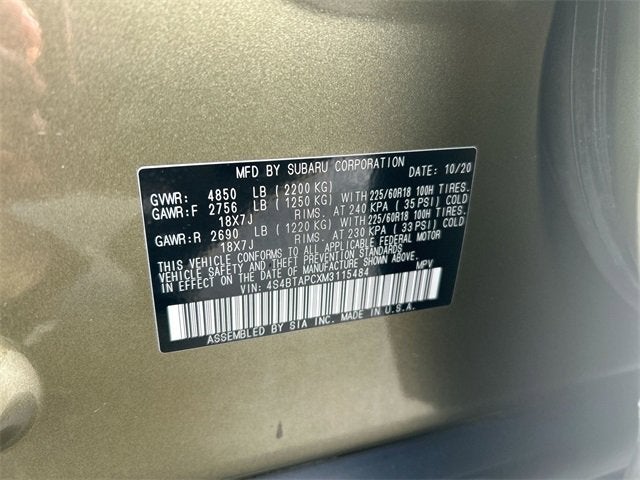 MFD BY SUBARU CORPORATION DATE: 10/20
GVWR: 4850 LB ( 2200 KG)
GAWR:F 2756 LB ( 1250 KG) WITH 225/60R18 100H TIRES.
18X7J RIMS. AT 240 KPA ( 35 PSI) COLD
GAWR:R 2690 LB ( 1220 KG) WITH 225/60R18 100H TIRES.
18X7J RIMS. AT 230 KPA ( 33 PSI) COLD
THIS VEHICLE CONFORMS TO ALL APPLICABLE FEDERAL MOTOR
VEHICLE SAFETY AND THEFT PREVENTION STANDARDS
IN EFFECT ON THE DATE OF MANUFACTURE SHOWN ABOVE.
VIN: 4S4BTAPCXM3115484 MPV
ASSEMBLED BY SIA INC. MADE IN U.S.A.